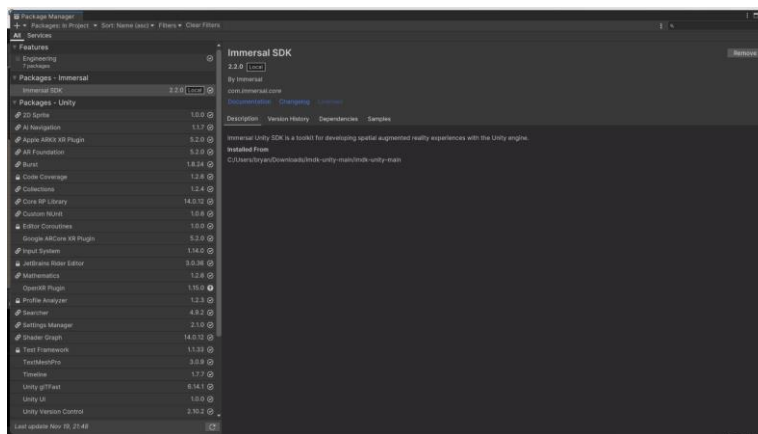 Package Manager
Packages: In Project Sort: Name (asc) Filters Clear Filters
All Services
Features
Engineering
7 packages
Packages - Immersal
Immersal SDK 2.2.0 Local
Packages - Unity
2D Sprite 1.0.0
AI Navigation 1.1.7
Apple ARKit XR Plugin 5.2.0
AR Foundation 5.2.0
Burst 1.8.24
Code Coverage 1.2.6
Collections 1.2.4
Core RP Library 14.0.12
Custom NUnit 1.0.6
Editor Coroutines 1.0.0
Google ARCore XR Plugin 5.2.0
Input System 1.14.0
JetBrains Rider Editor 3.0.36
Mathematics 1.2.6
OpenXR Plugin 1.15.0
Profile Analyzer 1.2.3
Searcher 4.9.2
Settings Manager 2.1.0
Shader Graph 14.0.12
Test Framework 1.1.33
TextMeshPro 3.0.9
Timeline 1.7.7
Unity glTFast 6.14.1
Unity UI 1.0.0
Unity Version Control 2.10.2
Last update Nov 19, 21:46
Immersal SDK
Remove
2.2.0 Local
By Immersal
com.immersal.core
Documentation Changelog Licenses
Description Version History Dependencies Samples
Immersal Unity SDK is a toolkit for developing spatial augmented reality experiences with the Unity engine.
Installed From
C:/Users/bryan/Downloads/imdk-unity-main/imdk-unity-main